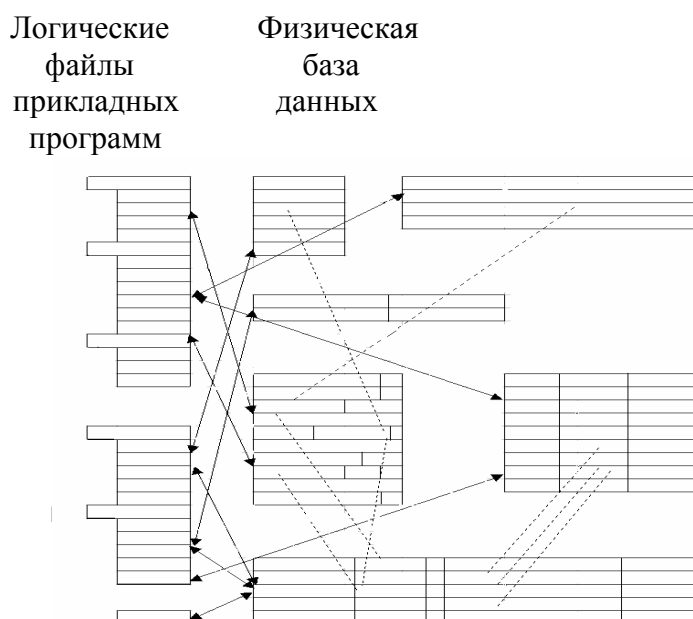 Логические
файлы
прикладных
программ
Физическая
база
данных